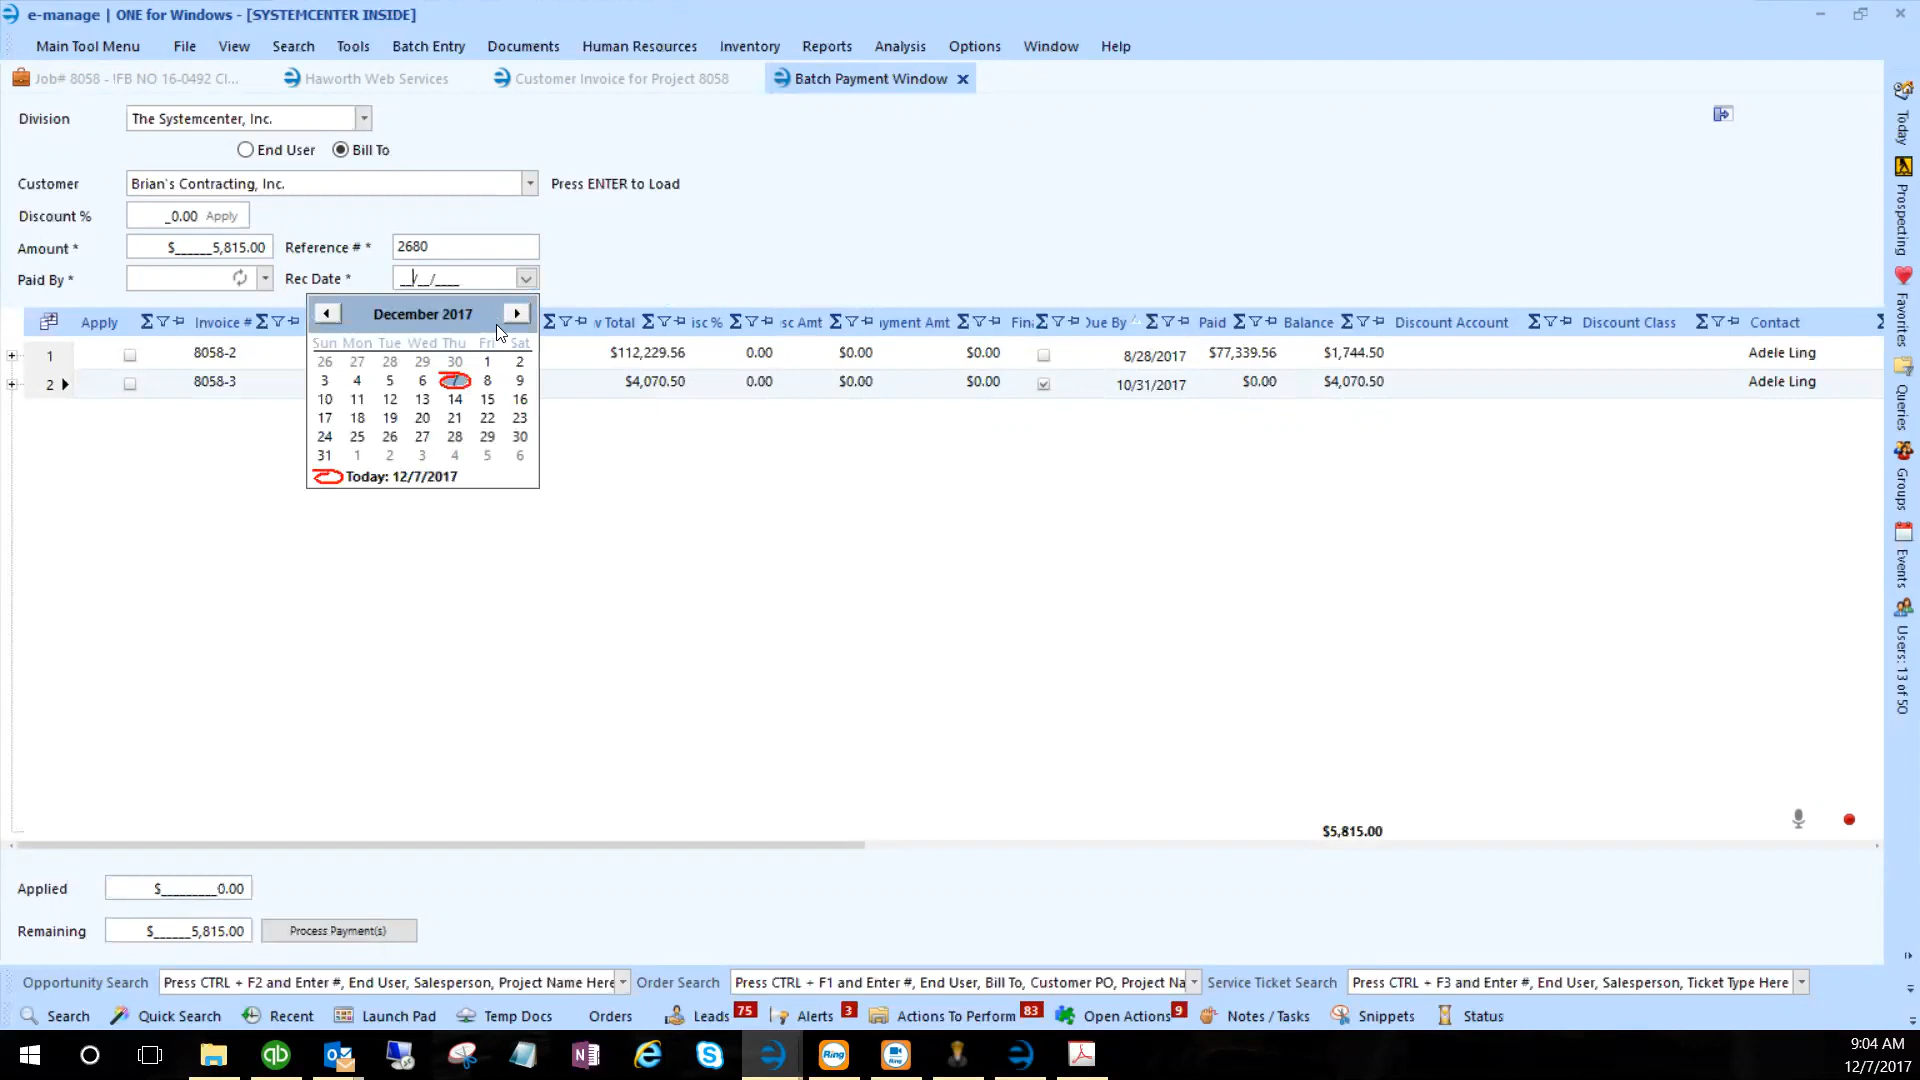 e-manage | ONE for Windows - [SYSTEMCENTER INSIDE]
Main Tool Menu File View Search Tools Batch Entry Documents Human Resources Inventory Reports Analysis Options Window Help
Job# 8058 - IFB NO 16-0492 CI... Haworth Web Services Customer Invoice for Project 8058 Batch Payment Window
Division The Systemcenter, Inc.
End User Bill To
Customer Brian`s Contracting, Inc. Press ENTER to Load
Discount % _0.00 Apply
Amount * $______5,815.00 Reference # * 2680
Paid By * Rec Date * __/__/____
December 2017
Sun Mon Tue Wed Thu Fri Sat
26 27 28 29 30 1 2
3 4 5 6 7 8 9
10 11 12 13 14 15 16
17 18 19 20 21 22 23
24 25 26 27 28 29 30
31 1 2 3 4 5 6
Today: 12/7/2017
Apply Invoice # v Total isc % sc Amt yment Amt Fin Due By Paid Balance Discount Account Discount Class Contact
1 8058-2 $112,229.56 0.00 $0.00 $0.00 8/28/2017 $77,339.56 $1,744.50 Adele Ling
2 8058-3 $4,070.50 0.00 $0.00 $0.00 10/31/2017 $0.00 $4,070.50 Adele Ling
$5,815.00
Applied $_________0.00
Remaining $______5,815.00 Process Payment(s)
Today
Prospecting
Favorites
Queries
Groups
Events
Users: 13 of 50
Opportunity Search Press CTRL + F2 and Enter #, End User, Salesperson, Project Name Here Order Search Press CTRL + F1 and Enter #, End User, Bill To, Customer PO, Project Na Service Ticket Search Press CTRL + F3 and Enter #, End User, Salesperson, Ticket Type Here
Search Quick Search Recent Launch Pad Temp Docs Orders Leads 75 Alerts 3 Actions To Perform 83 Open Actions 9 Notes / Tasks Snippets Status
Ring Ring
9:04 AM
12/7/2017